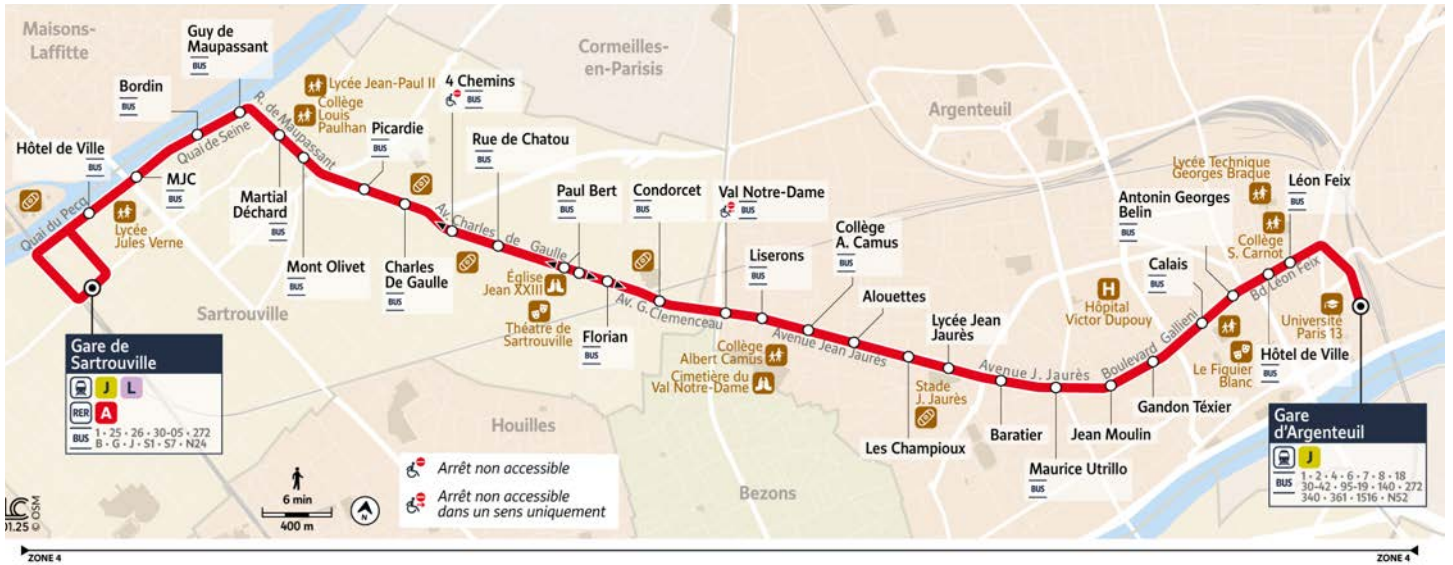 Maisons-
Laffitte
Guy de
Maupassant
BUS
Bordin
BUS
Hôtel de Ville
BUS
MJC
BUS
Quai du Pecq
Quai de Seine
R. de Maupassant
Lycée
Jules Verne
Lycée Jean-Paul II
Collège
Louis
Paulhan
Martial
Déchard
BUS
Mont Olivet
BUS
Picardie
BUS
Charles
De Gaulle
BUS
4 Chemins
BUS
Rue de Chatou
BUS
Av. Charles de Gaulle
Sartrouville
Cormeilles-
en-Parisis
Paul Bert
BUS
Église
Jean XXIII
Théatre de
Sartrouville
Florian
BUS
Condorcet
BUS
Av. G. Clemenceau
Val Notre-Dame
BUS
Liserons
BUS
Collège
A. Camus
BUS
Collège
Albert Camus
Cimetière du
Val Notre-Dame
Avenue Jean Jaurès
Alouettes
Les Champioux
Stade
J. Jaurès
Lycée Jean
Jaurès
Avenue J. Jaurès
Baratier
Maurice Utrillo
BUS
Jean Moulin
Gandon Téxier
Boulevard Gallieni
Argenteuil
Hôpital
Victor Dupouy
Calais
BUS
Antonin Georges
Belin
BUS
Lycée Technique
Georges Braque
Collège
S. Carnot
Léon Feix
BUS
Bd Léon Feix
Le Figuier
Blanc
Hôtel de Ville
BUS
Université
Paris 13
Houilles
Bezons
Gare de
Sartrouville
J L
RER A
BUS 1 • 25 • 26 • 30-05 • 272
B • G • J • S1 • S7 • N24
Gare
d'Argenteuil
J
BUS 1 • 2 • 4 • 6 • 7 • 8 • 18
30-42 • 95-19 • 140 • 272
340 • 361 • 1516 • N52
6 min
400 m
N
H
Arrêt non accessible
Arrêt non accessible
dans un sens uniquement
01.25 © OSM
ZONE 4
ZONE 4